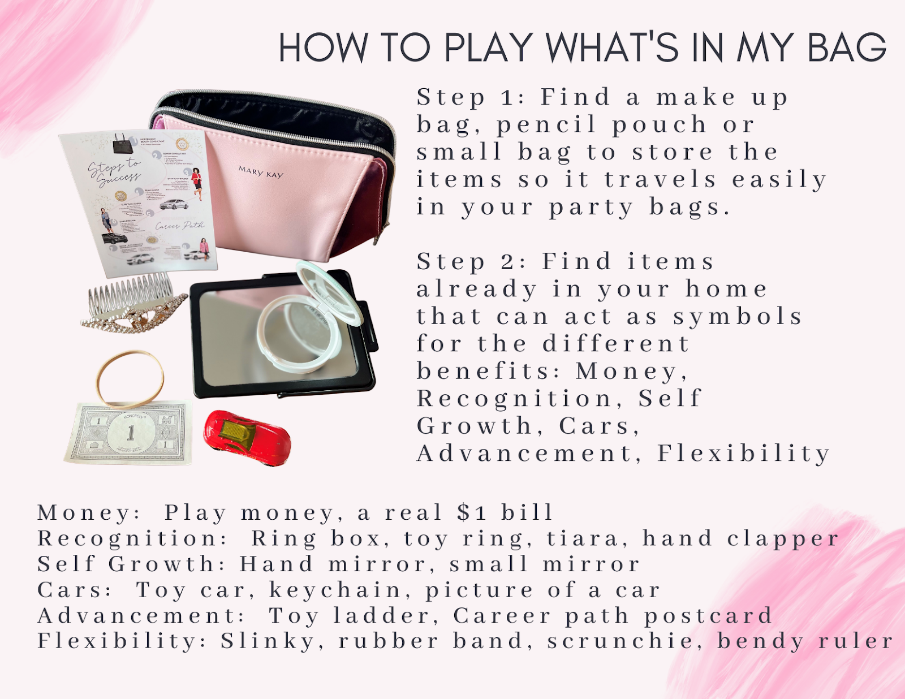 HOW TO PLAY WHAT'S IN MY BAG
Step 1: Find a make up
bag, pencil pouch or
small bag to store the
items so it travels easily
in your party bags.
Step 2: Find items
already in your home
that can act as symbols
for the different
benefits: Money,
Recognition, Self
Growth, Cars,
Advancement, Flexibility
MARY KAY
Steps to
Success
Career Path
1
Money: Play money, a real $1 bill
Recognition: Ring box, toy ring, tiara, hand clapper
Self Growth: Hand mirror, small mirror
Cars: Toy car, keychain, picture of a car
Advancement: Toy ladder, Career path postcard
Flexibility: Slinky, rubber band, scrunchie, bendy ruler